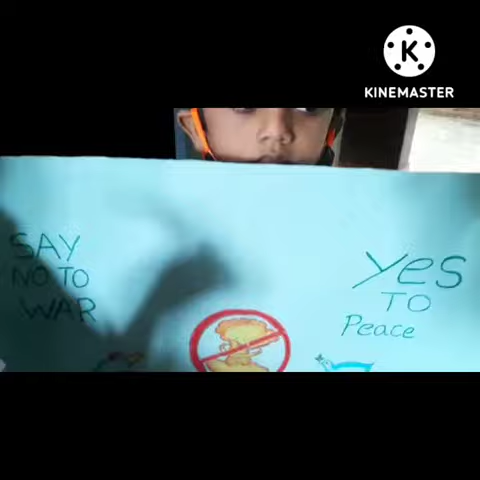 K
KINEMASTER
SAY
NO TO
WAR
Yes
TO
Peace